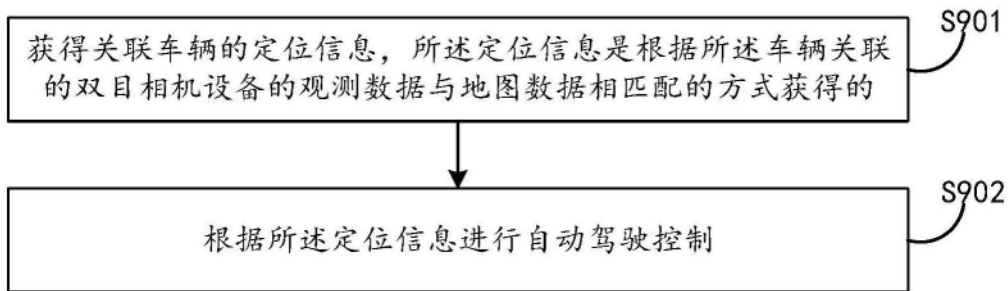 S901
获得关联车辆的定位信息，所述定位信息是根据所述车辆关联
的双目相机设备的观测数据与地图数据相匹配的方式获得的
S902
根据所述定位信息进行自动驾驶控制